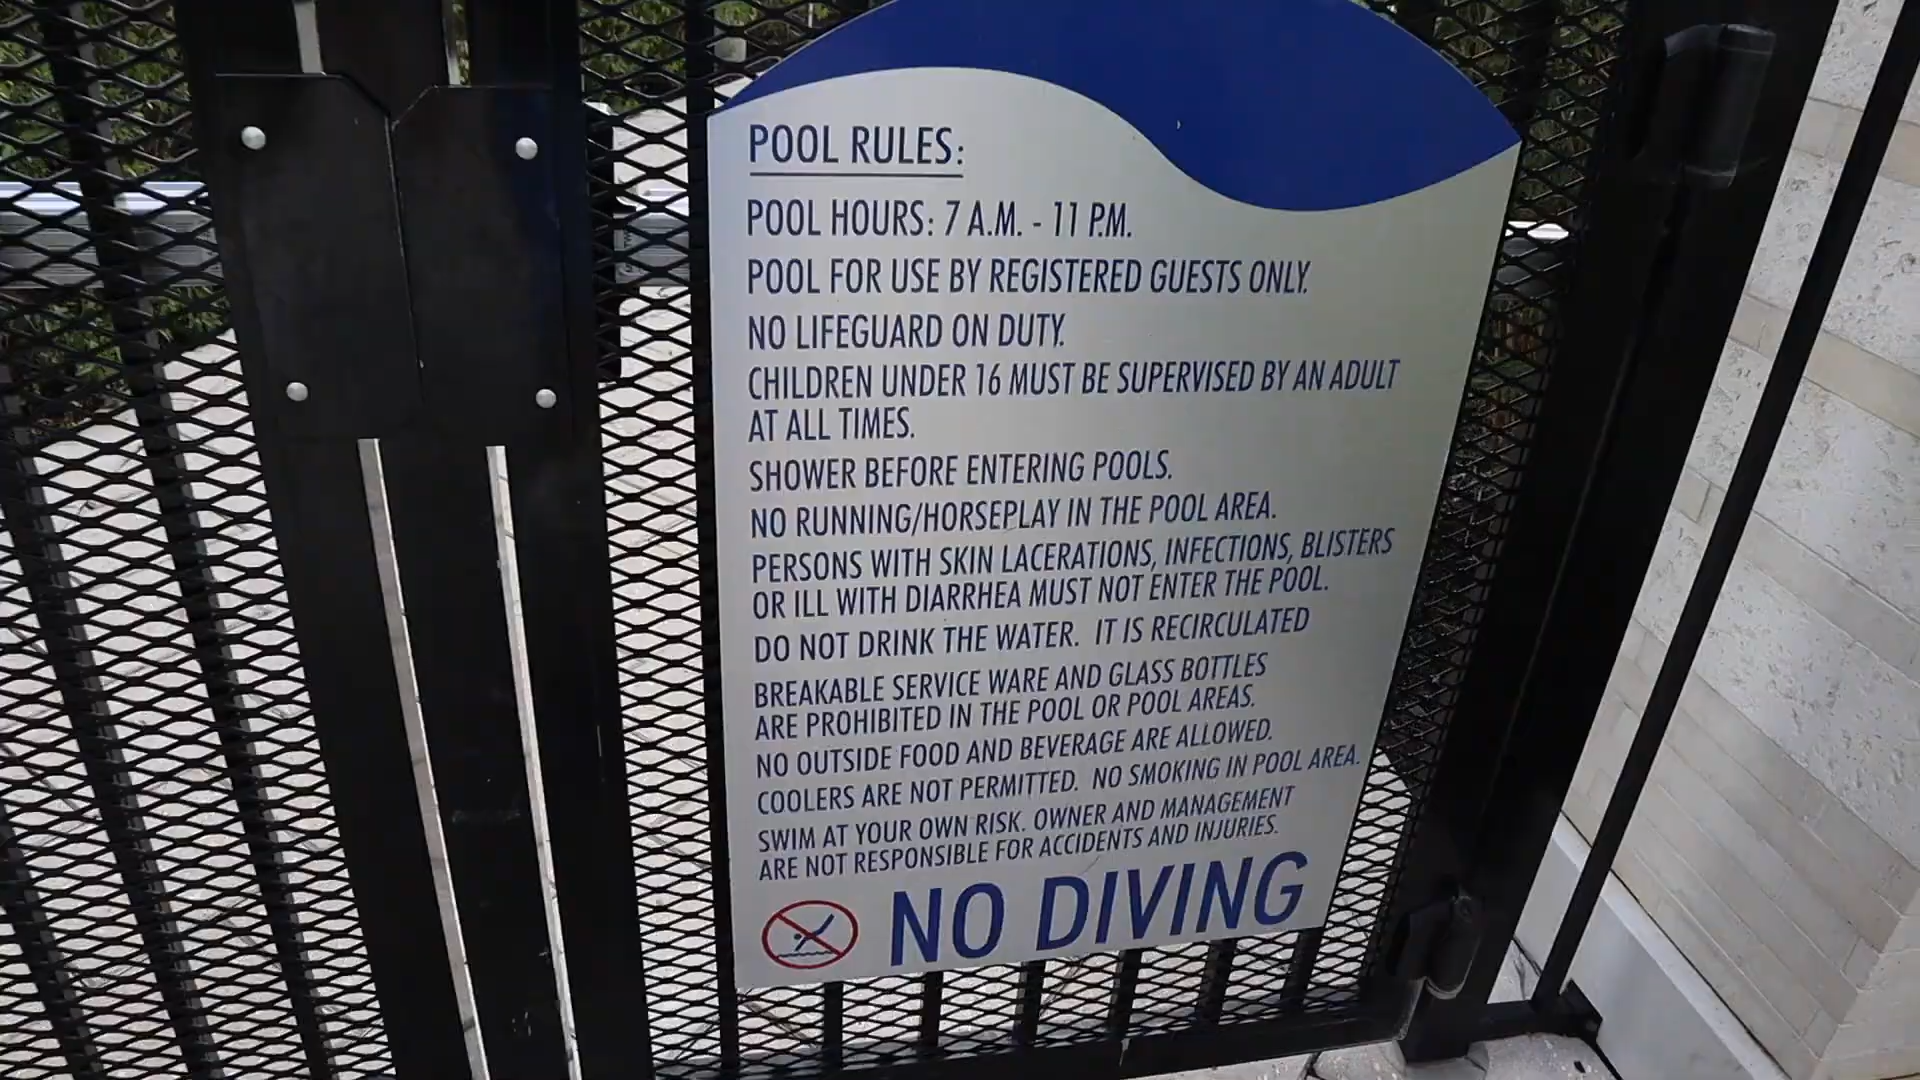 POOL RULES:
POOL HOURS: 7 A.M. - 11 P.M.
POOL FOR USE BY REGISTERED GUESTS ONLY.
NO LIFEGUARD ON DUTY.
CHILDREN UNDER 16 MUST BE SUPERVISED BY AN ADULT
AT ALL TIMES.
SHOWER BEFORE ENTERING POOLS.
NO RUNNING/HORSEPLAY IN THE POOL AREA.
PERSONS WITH SKIN LACERATIONS, INFECTIONS, BLISTERS
OR ILL WITH DIARRHEA MUST NOT ENTER THE POOL.
DO NOT DRINK THE WATER. IT IS RECIRCULATED
BREAKABLE SERVICE WARE AND GLASS BOTTLES
ARE PROHIBITED IN THE POOL OR POOL AREAS.
NO OUTSIDE FOOD AND BEVERAGE ARE ALLOWED.
COOLERS ARE NOT PERMITTED. NO SMOKING IN POOL AREA.
SWIM AT YOUR OWN RISK. OWNER AND MANAGEMENT
ARE NOT RESPONSIBLE FOR ACCIDENTS AND INJURIES.
NO DIVING